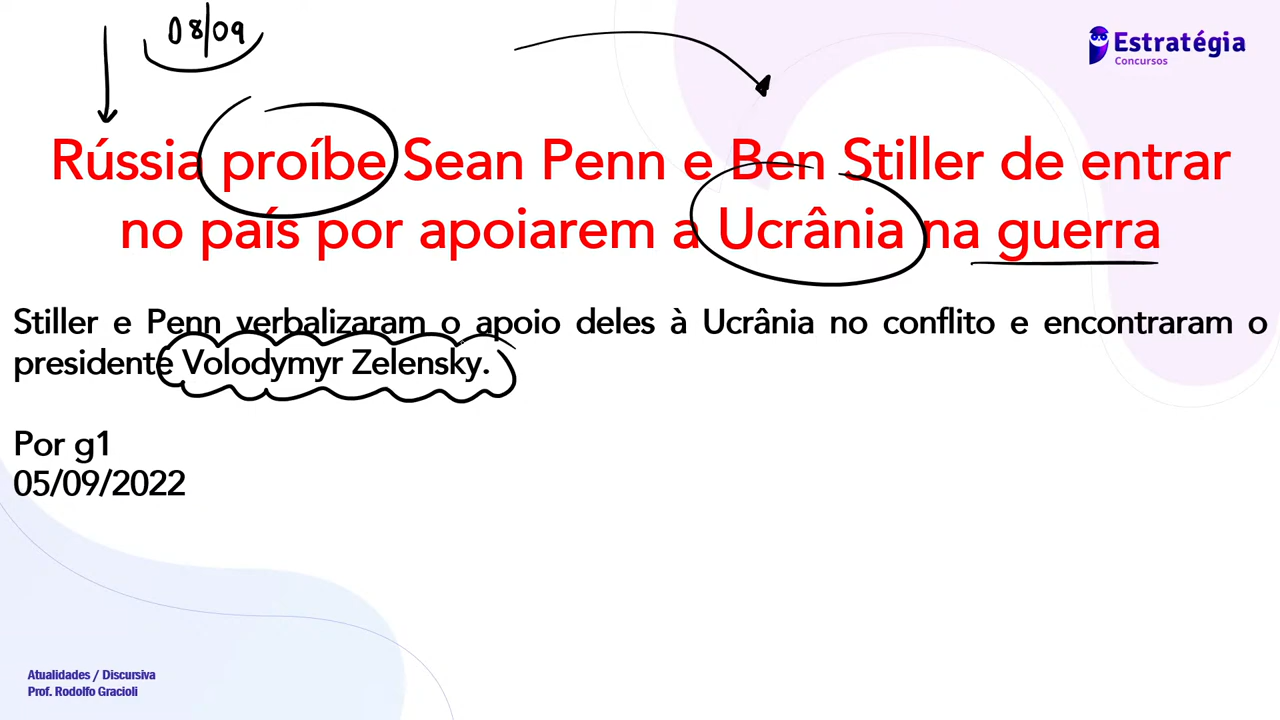 08/09
Estratégia
Concursos
Rússia proíbe Sean Penn e Ben Stiller de entrar
no país por apoiarem a Ucrânia na guerra
Stiller e Penn verbalizaram o apoio deles à Ucrânia no conflito e encontraram o
presidente Volodymyr Zelensky.
Por g1
05/09/2022
Atualidades / Discursiva
Prof. Rodolfo Gracioli